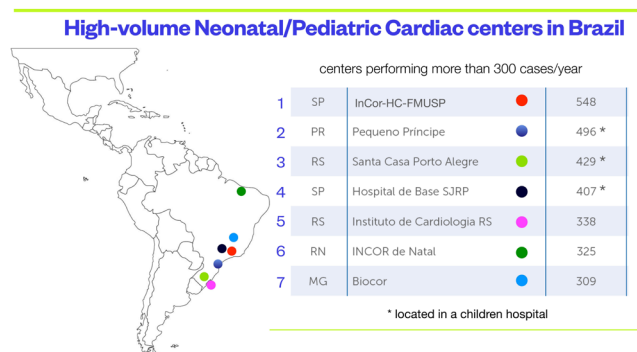 High-volume Neonatal/Pediatric Cardiac centers in Brazil
centers performing more than 300 cases/year
1 SP InCor-HC-FMUSP 548
2 PR Pequeno Príncipe 496 *
3 RS Santa Casa Porto Alegre 429 *
4 SP Hospital de Base SJRP 407 *
5 RS Instituto de Cardiologia RS 338
6 RN INCOR de Natal 325
7 MG Biocor 309
* located in a children hospital